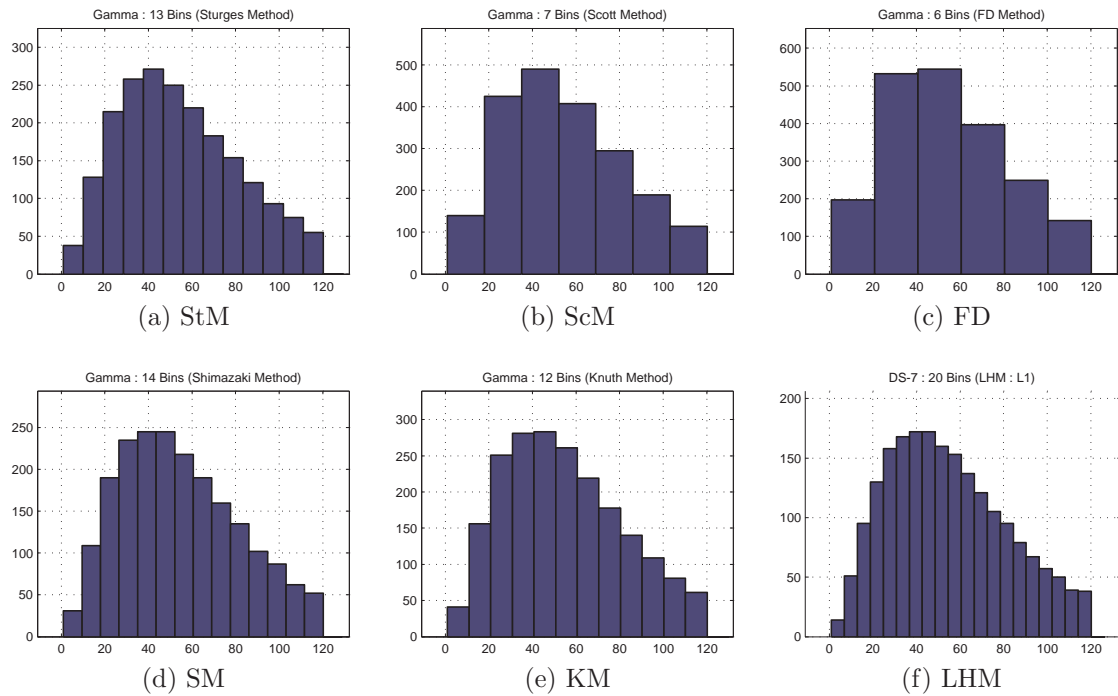 Gamma : 13 Bins (Sturges Method)
300
250
200
150
100
50
0
0 20 40 60 80 100 120
(a) StM
Gamma : 7 Bins (Scott Method)
500
400
300
200
100
0
0 20 40 60 80 100 120
(b) ScM
Gamma : 6 Bins (FD Method)
600
500
400
300
200
100
0
0 20 40 60 80 100 120
(c) FD
Gamma : 14 Bins (Shimazaki Method)
250
200
150
100
50
0
0 20 40 60 80 100 120
(d) SM
Gamma : 12 Bins (Knuth Method)
300
250
200
150
100
50
0
0 20 40 60 80 100 120
(e) KM
DS-7 : 20 Bins (LHM : L1)
200
150
100
50
0
0 20 40 60 80 100 120
(f) LHM